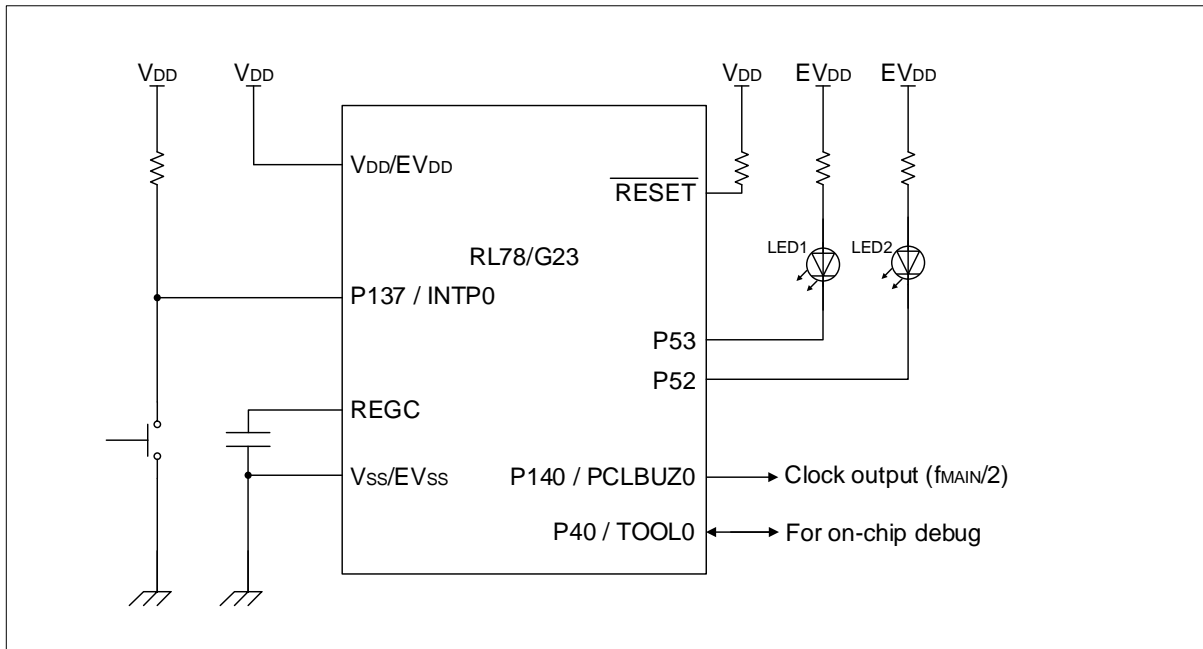 VDD
VDD
VDD
EVDD
EVDD
VDD/EVDD
RESET
RL78/G23
LED1
LED2
P137 / INTP0
P53
P52
REGC
VSS/EVSS
P140 / PCLBUZ0
Clock output (fMAIN/2)
P40 / TOOL0
For on-chip debug